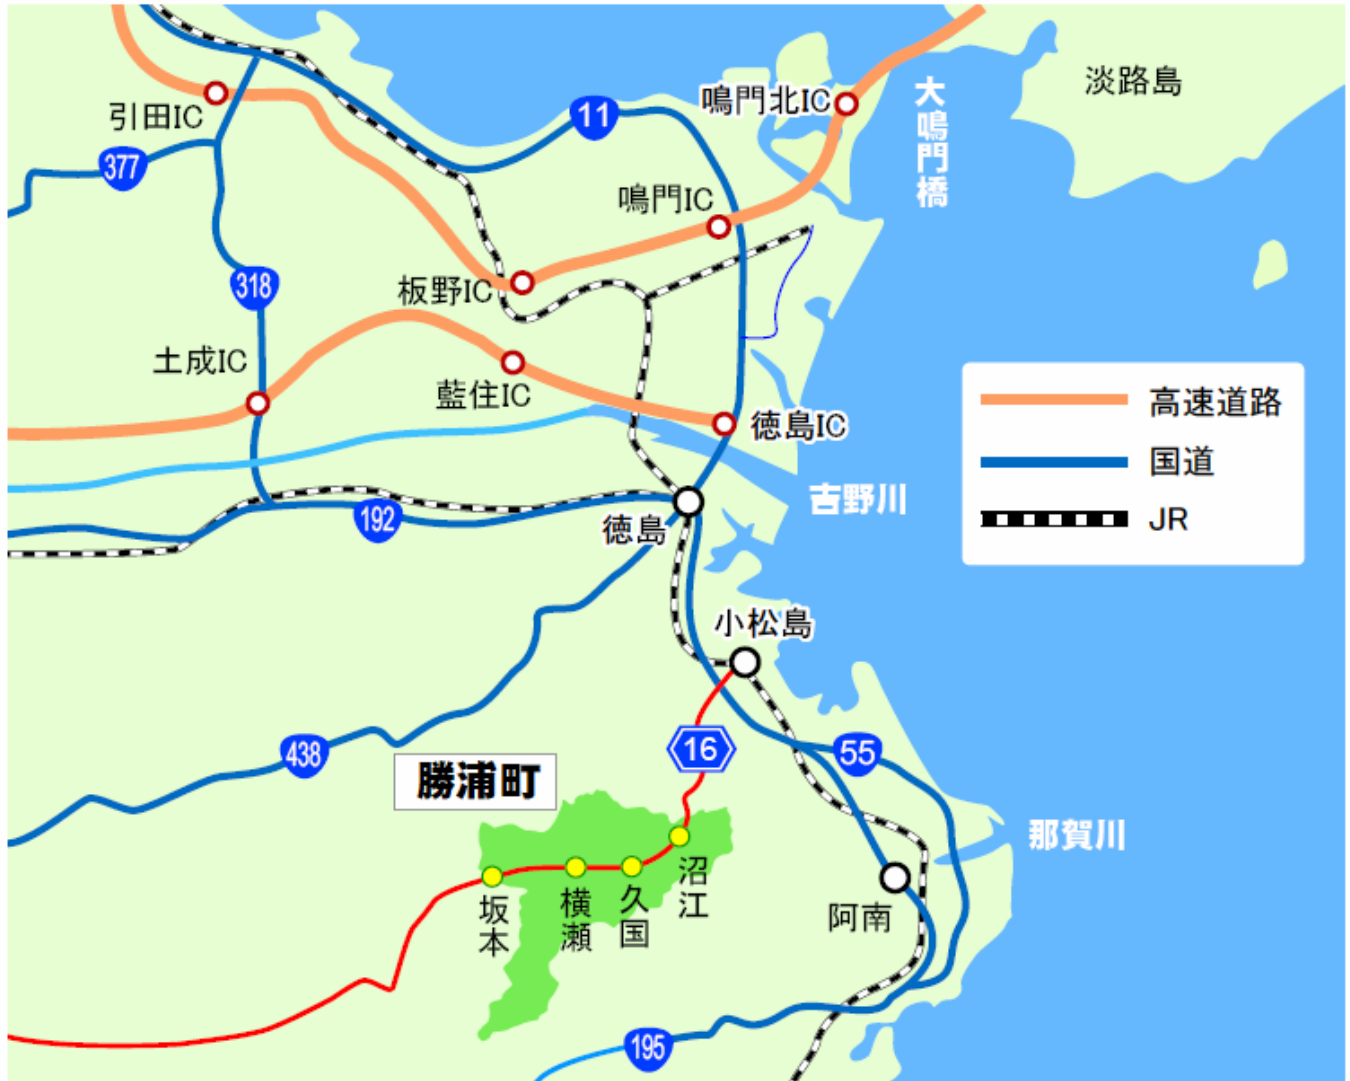 淡路島
鳴門北IC
大鳴門橋
引田IC
11
377
鳴門IC
318
板野IC
土成IC
藍住IC
徳島IC
高速道路
国道
JR
吉野川
192
徳島
小松島
16
55
438
勝浦町
那賀川
沼江
久国
横瀬
坂本
阿南
195